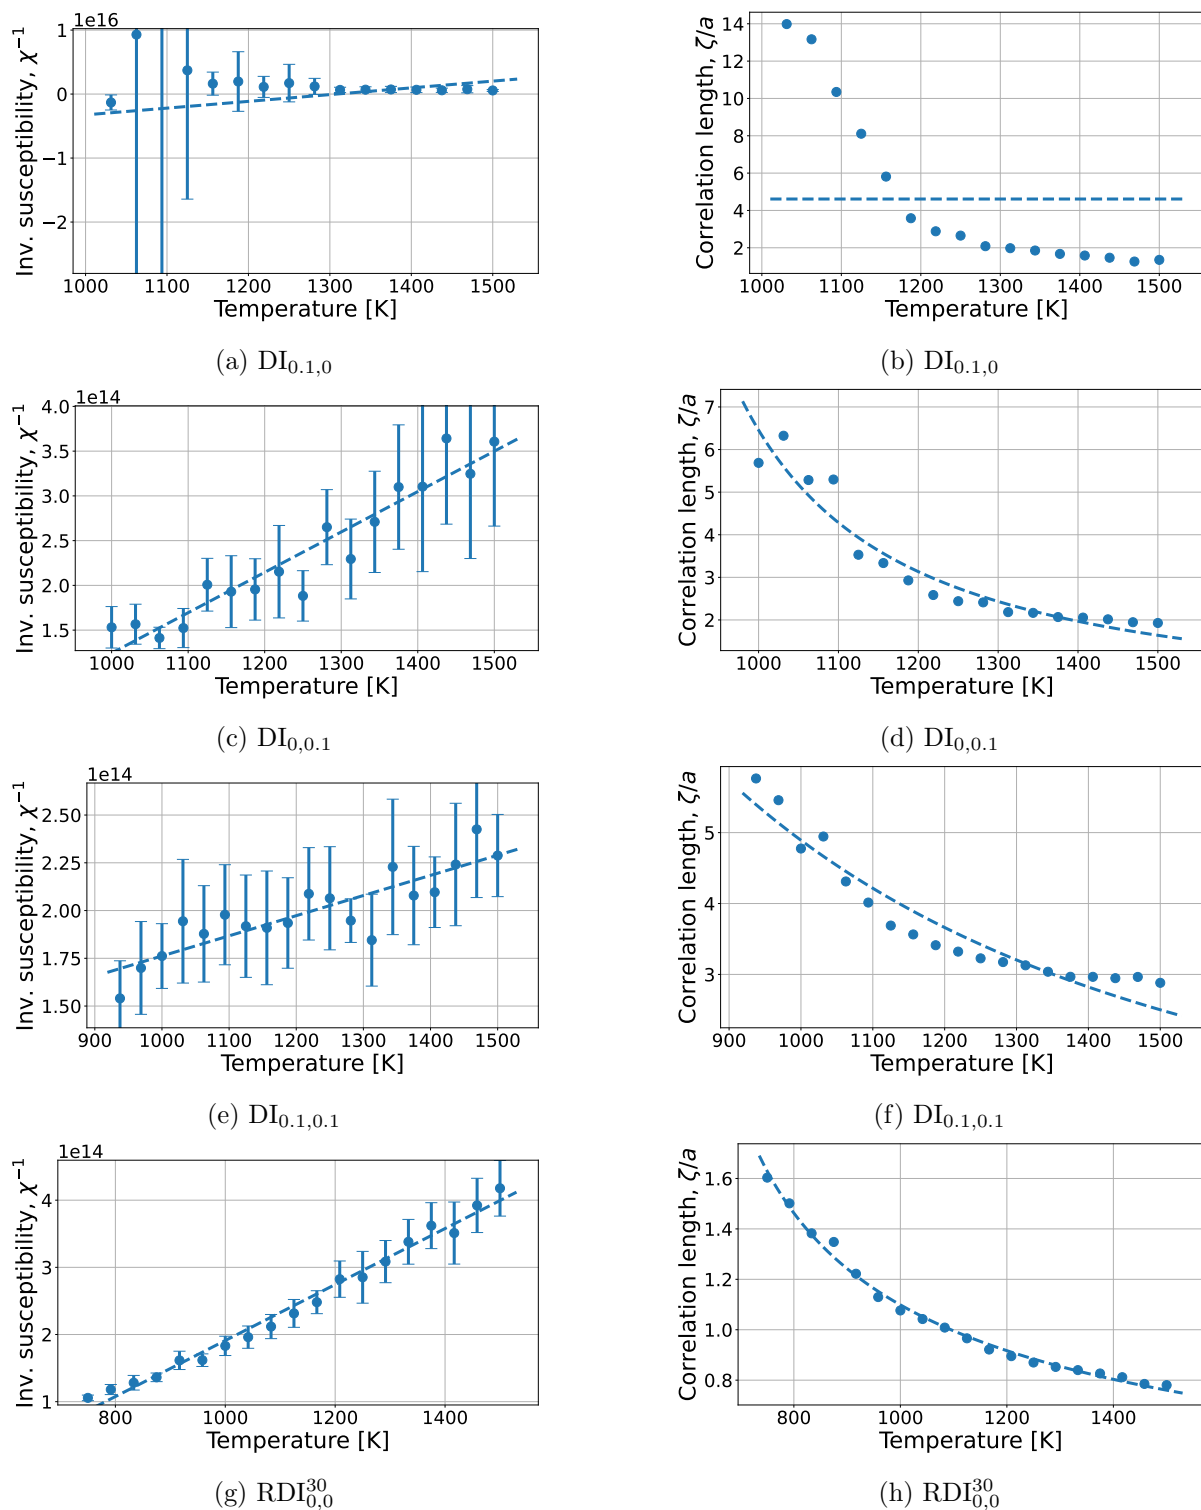 1e16
Inv. susceptibility, χ⁻¹
1
0
−1
−2
1000 1100 1200 1300 1400 1500
Temperature [K]
(a) DI₀.₁,₀
Correlation length, ζ/a
14
12
10
8
6
4
2
1000 1100 1200 1300 1400 1500
Temperature [K]
(b) DI₀.₁,₀
1e14
Inv. susceptibility, χ⁻¹
4.0
3.5
3.0
2.5
2.0
1.5
1000 1100 1200 1300 1400 1500
Temperature [K]
(c) DI₀,₀.₁
Correlation length, ζ/a
7
6
5
4
3
2
1000 1100 1200 1300 1400 1500
Temperature [K]
(d) DI₀,₀.₁
1e14
Inv. susceptibility, χ⁻¹
2.50
2.25
2.00
1.75
1.50
900 1000 1100 1200 1300 1400 1500
Temperature [K]
(e) DI₀.₁,₀.₁
Correlation length, ζ/a
5
4
3
900 1000 1100 1200 1300 1400 1500
Temperature [K]
(f) DI₀.₁,₀.₁
1e14
Inv. susceptibility, χ⁻¹
4
3
2
1
800 1000 1200 1400
Temperature [K]
(g) RDI³⁰₀,₀
Correlation length, ζ/a
1.6
1.4
1.2
1.0
0.8
800 1000 1200 1400
Temperature [K]
(h) RDI³⁰₀,₀